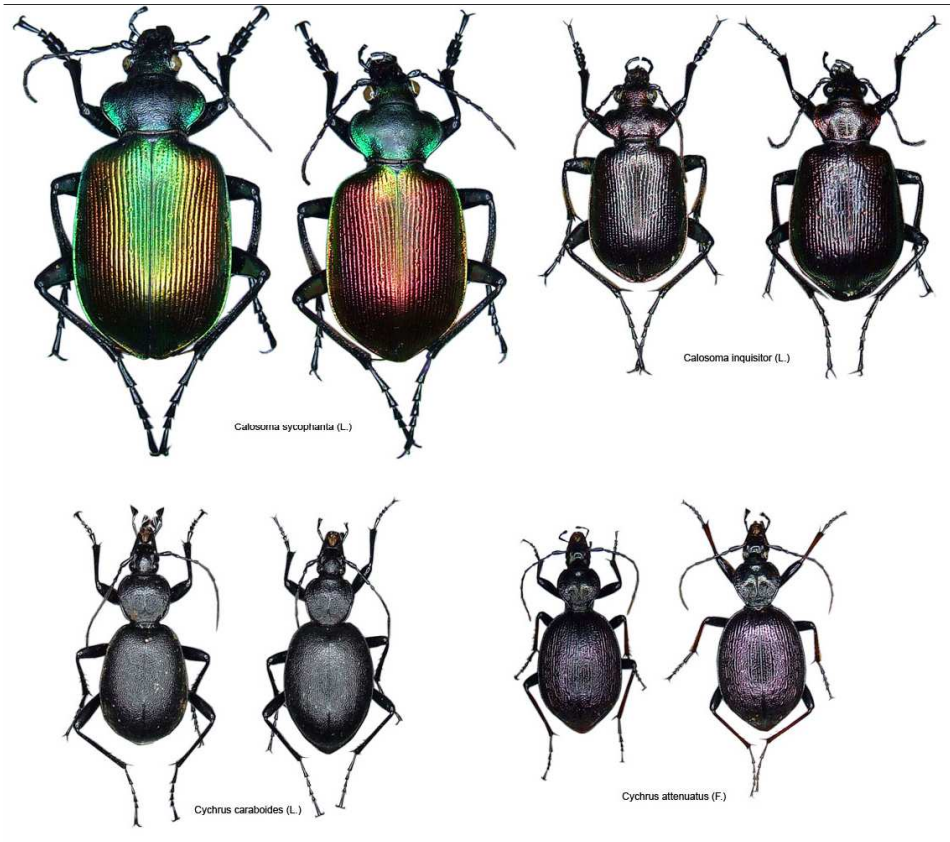 Calosoma inquisitor (L.)
Calosoma sycophanta (L.)
Cychrus attenuatus (F.)
Cychrus caraboides (L.)